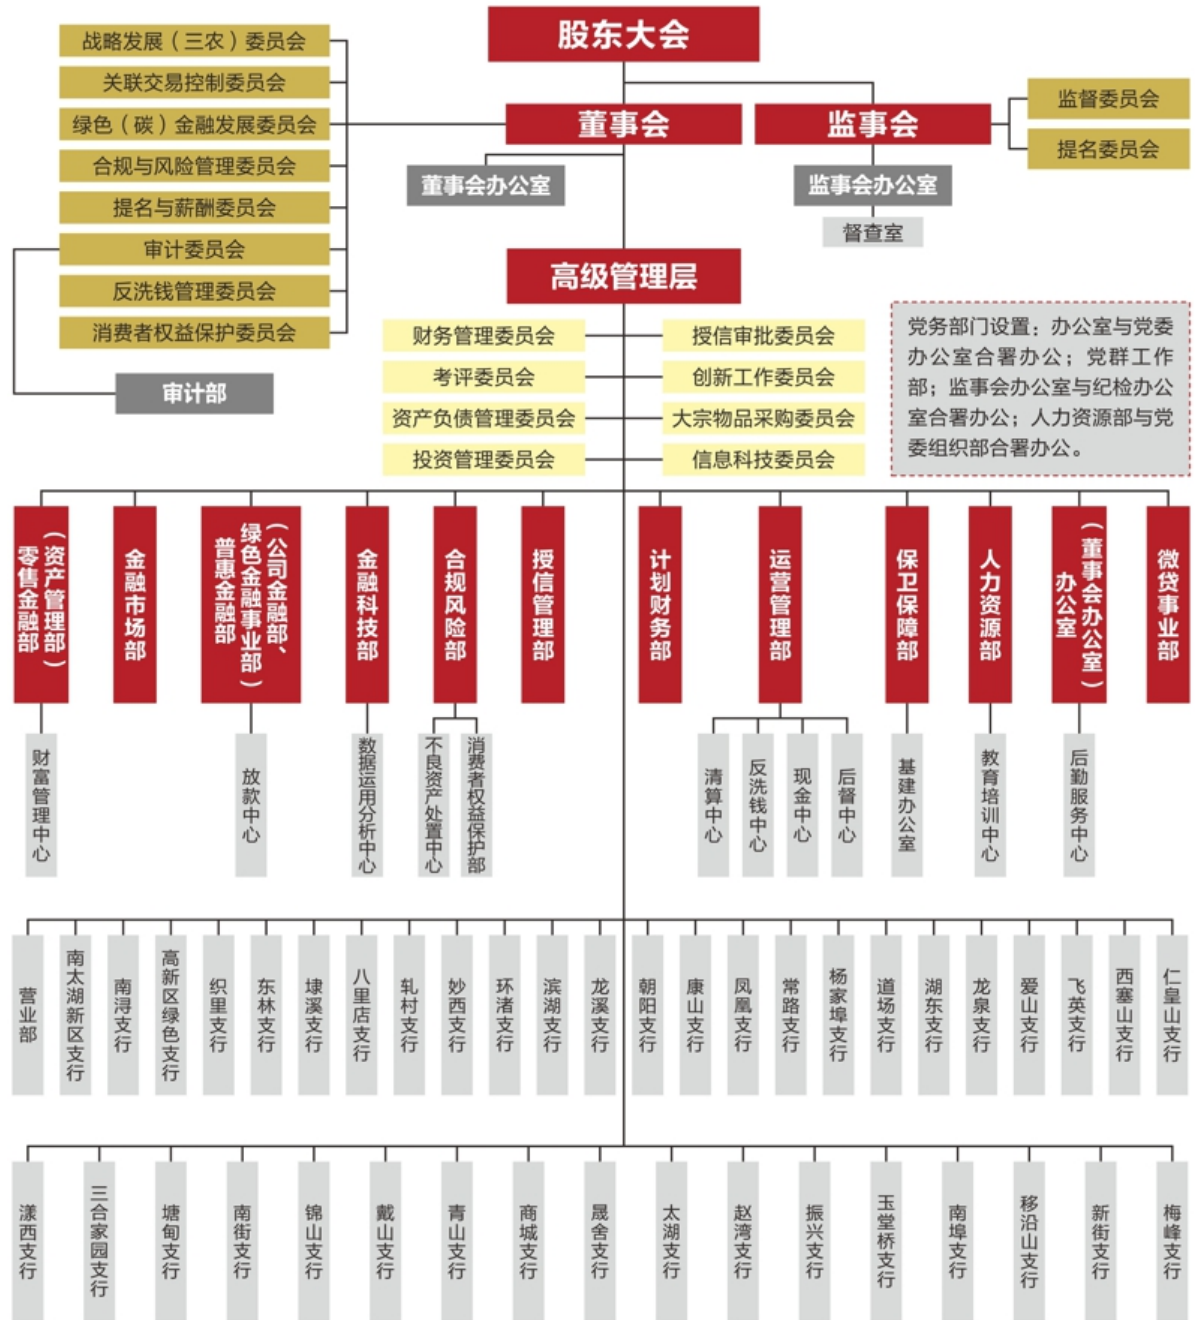 股东大会
战略发展（三农）委员会
关联交易控制委员会
绿色（碳）金融发展委员会
合规与风险管理委员会
提名与薪酬委员会
审计委员会
反洗钱管理委员会
消费者权益保护委员会
审计部
董事会
监事会
监督委员会
提名委员会
董事会办公室
监事会办公室
督查室
高级管理层
财务管理委员会
授信审批委员会
考评委员会
创新工作委员会
资产负债管理委员会
大宗物品采购委员会
投资管理委员会
信息科技委员会
党务部门设置：办公室与党委
办公室合署办公；党群工作
部；监事会办公室与纪检办公
室合署办公；人力资源部与党
委组织部合署办公。
零售金融部
（资产管理部）
金融市场部
普惠金融部
（公司金融部、
绿色金融事业部）
金融科技部
合规风险部
授信管理部
计划财务部
运营管理部
保卫保障部
人力资源部
办公室
（董事会办公室）
微贷事业部
财富管理中心
放款中心
数据运用分析中心
不良资产处置中心
消费者权益保护部
清算中心
反洗钱中心
现金中心
后督中心
基建办公室
教育培训中心
后勤服务中心
营业部
南太湖新区支行
南浔支行
高新区绿色支行
织里支行
东林支行
埭溪支行
八里店支行
轧村支行
妙西支行
环渚支行
滨湖支行
龙溪支行
朝阳支行
康山支行
凤凰支行
常路支行
杨家埠支行
道场支行
湖东支行
龙泉支行
爱山支行
飞英支行
西塞山支行
仁皇山支行
漾西支行
三合家园支行
塘甸支行
南街支行
锦山支行
戴山支行
青山支行
商城支行
晟舍支行
太湖支行
赵湾支行
振兴支行
玉堂桥支行
南埠支行
移沿山支行
新街支行
梅峰支行